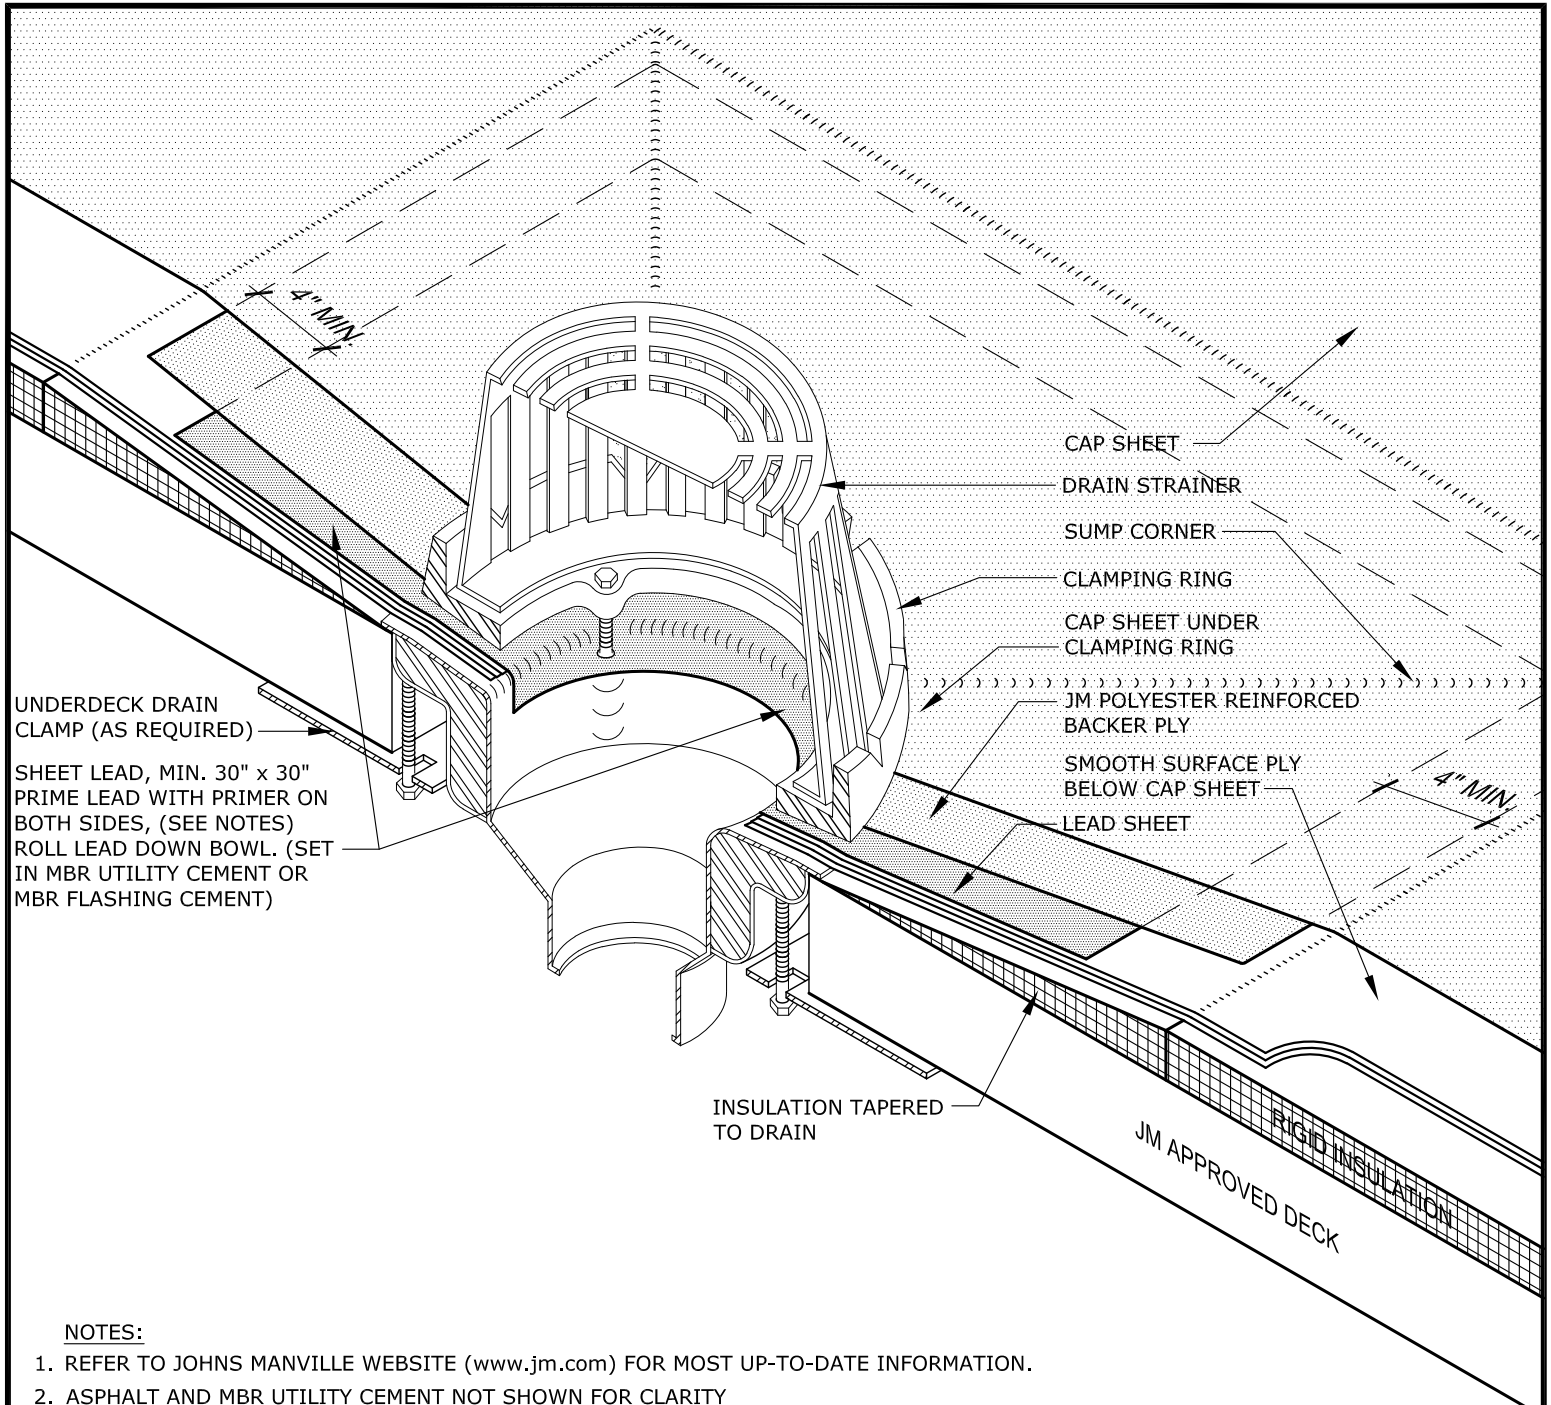 4" MIN.
CAP SHEET
DRAIN STRAINER
SUMP CORNER
CLAMPING RING
CAP SHEET UNDER
CLAMPING RING
JM POLYESTER REINFORCED
BACKER PLY
SMOOTH SURFACE PLY
BELOW CAP SHEET
4" MIN.
LEAD SHEET
UNDERDECK DRAIN
CLAMP (AS REQUIRED)
SHEET LEAD, MIN. 30" x 30"
PRIME LEAD WITH PRIMER ON
BOTH SIDES, (SEE NOTES)
ROLL LEAD DOWN BOWL. (SET
IN MBR UTILITY CEMENT OR
MBR FLASHING CEMENT)
INSULATION TAPERED
TO DRAIN
RIGID INSULATION
JM APPROVED DECK
NOTES:
1. REFER TO JOHNS MANVILLE WEBSITE (www.jm.com) FOR MOST UP-TO-DATE INFORMATION.
2. ASPHALT AND MBR UTILITY CEMENT NOT SHOWN FOR CLARITY